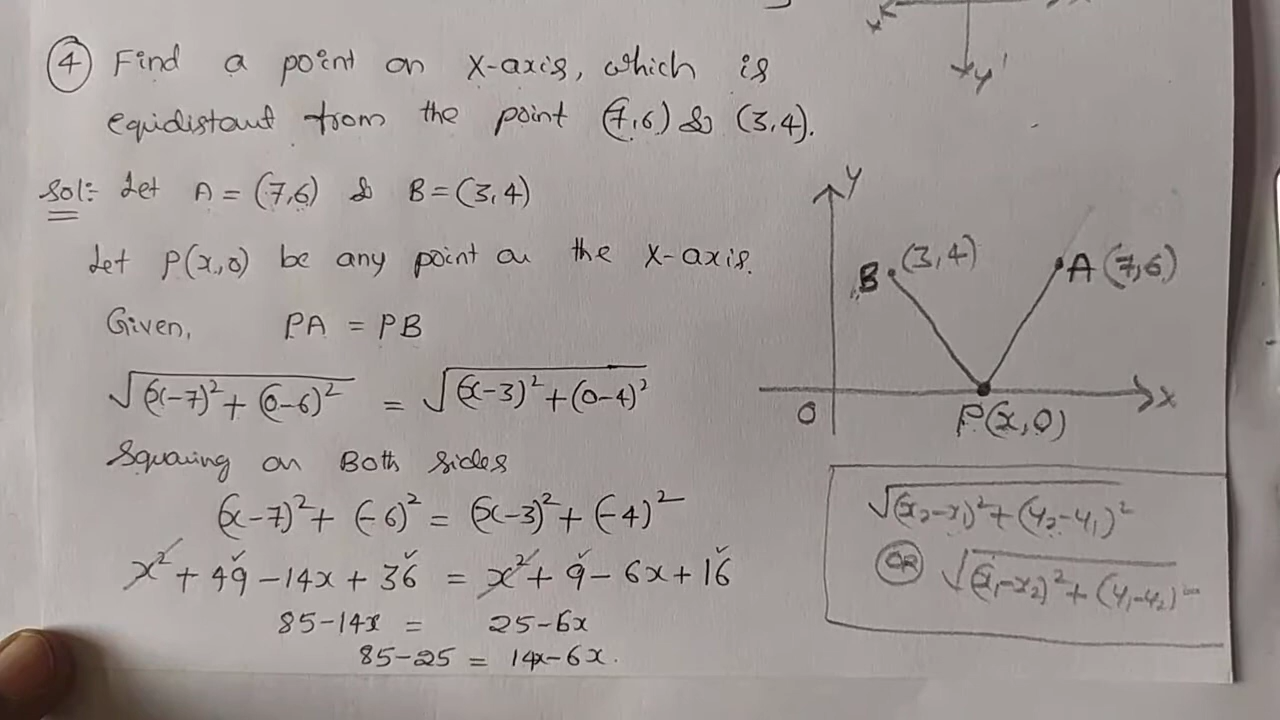 x'
y'
④ Find a point on X-axis, which is
equidistant from the point (7,6) & (3,4).
Sol:- Let A = (7,6) & B = (3,4)
Let P(x,0) be any point on the X-axis.
Given, PA = PB
√(x-7)²+(0-6)² = √(x-3)²+(0-4)²
Squaring on Both sides
(x-7)²+(-6)² = (x-3)²+(-4)²
x²+49-14x+36 = x²+9-6x+16
85-14x = 25-6x
85-25 = 14x-6x.
Y
B (3,4)
A (7,6)
O
X
P(x,0)
√(x₂-x₁)²+(y₂-y₁)²
OR √(x₁-x₂)²+(y₁-y₂)²